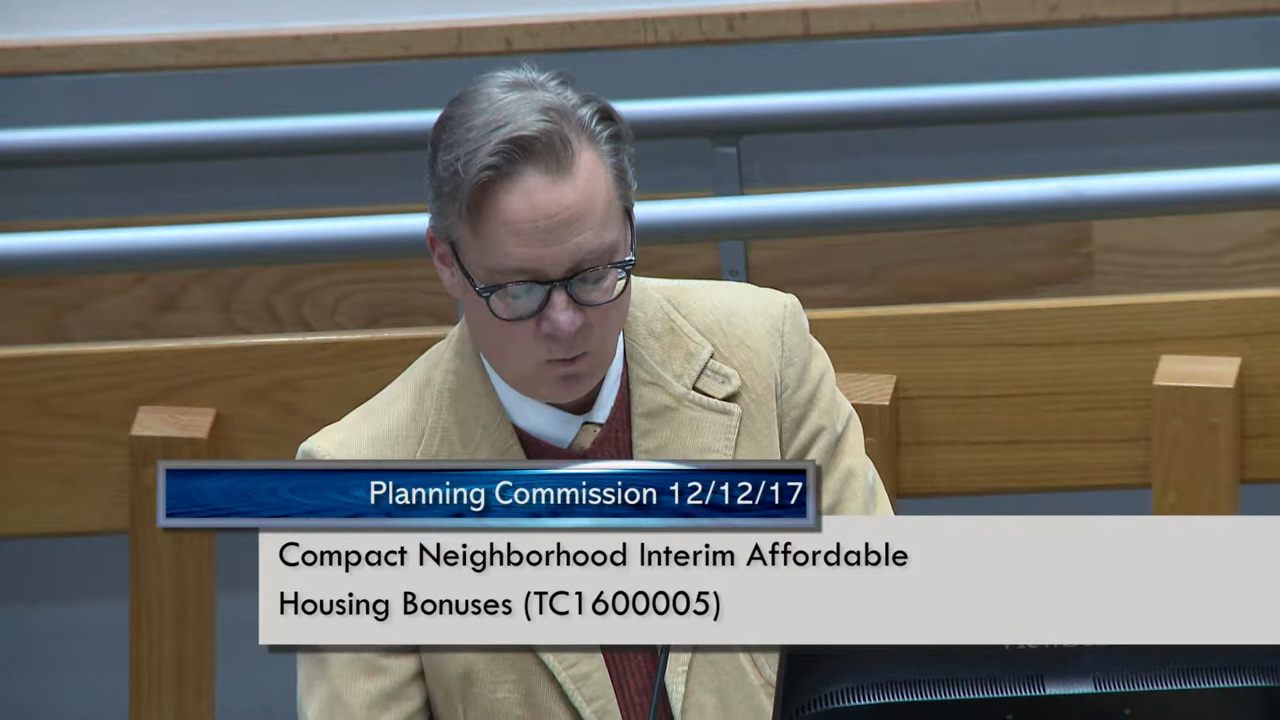 Planning Commission 12/12/17
Compact Neighborhood Interim Affordable
Housing Bonuses (TC1600005)